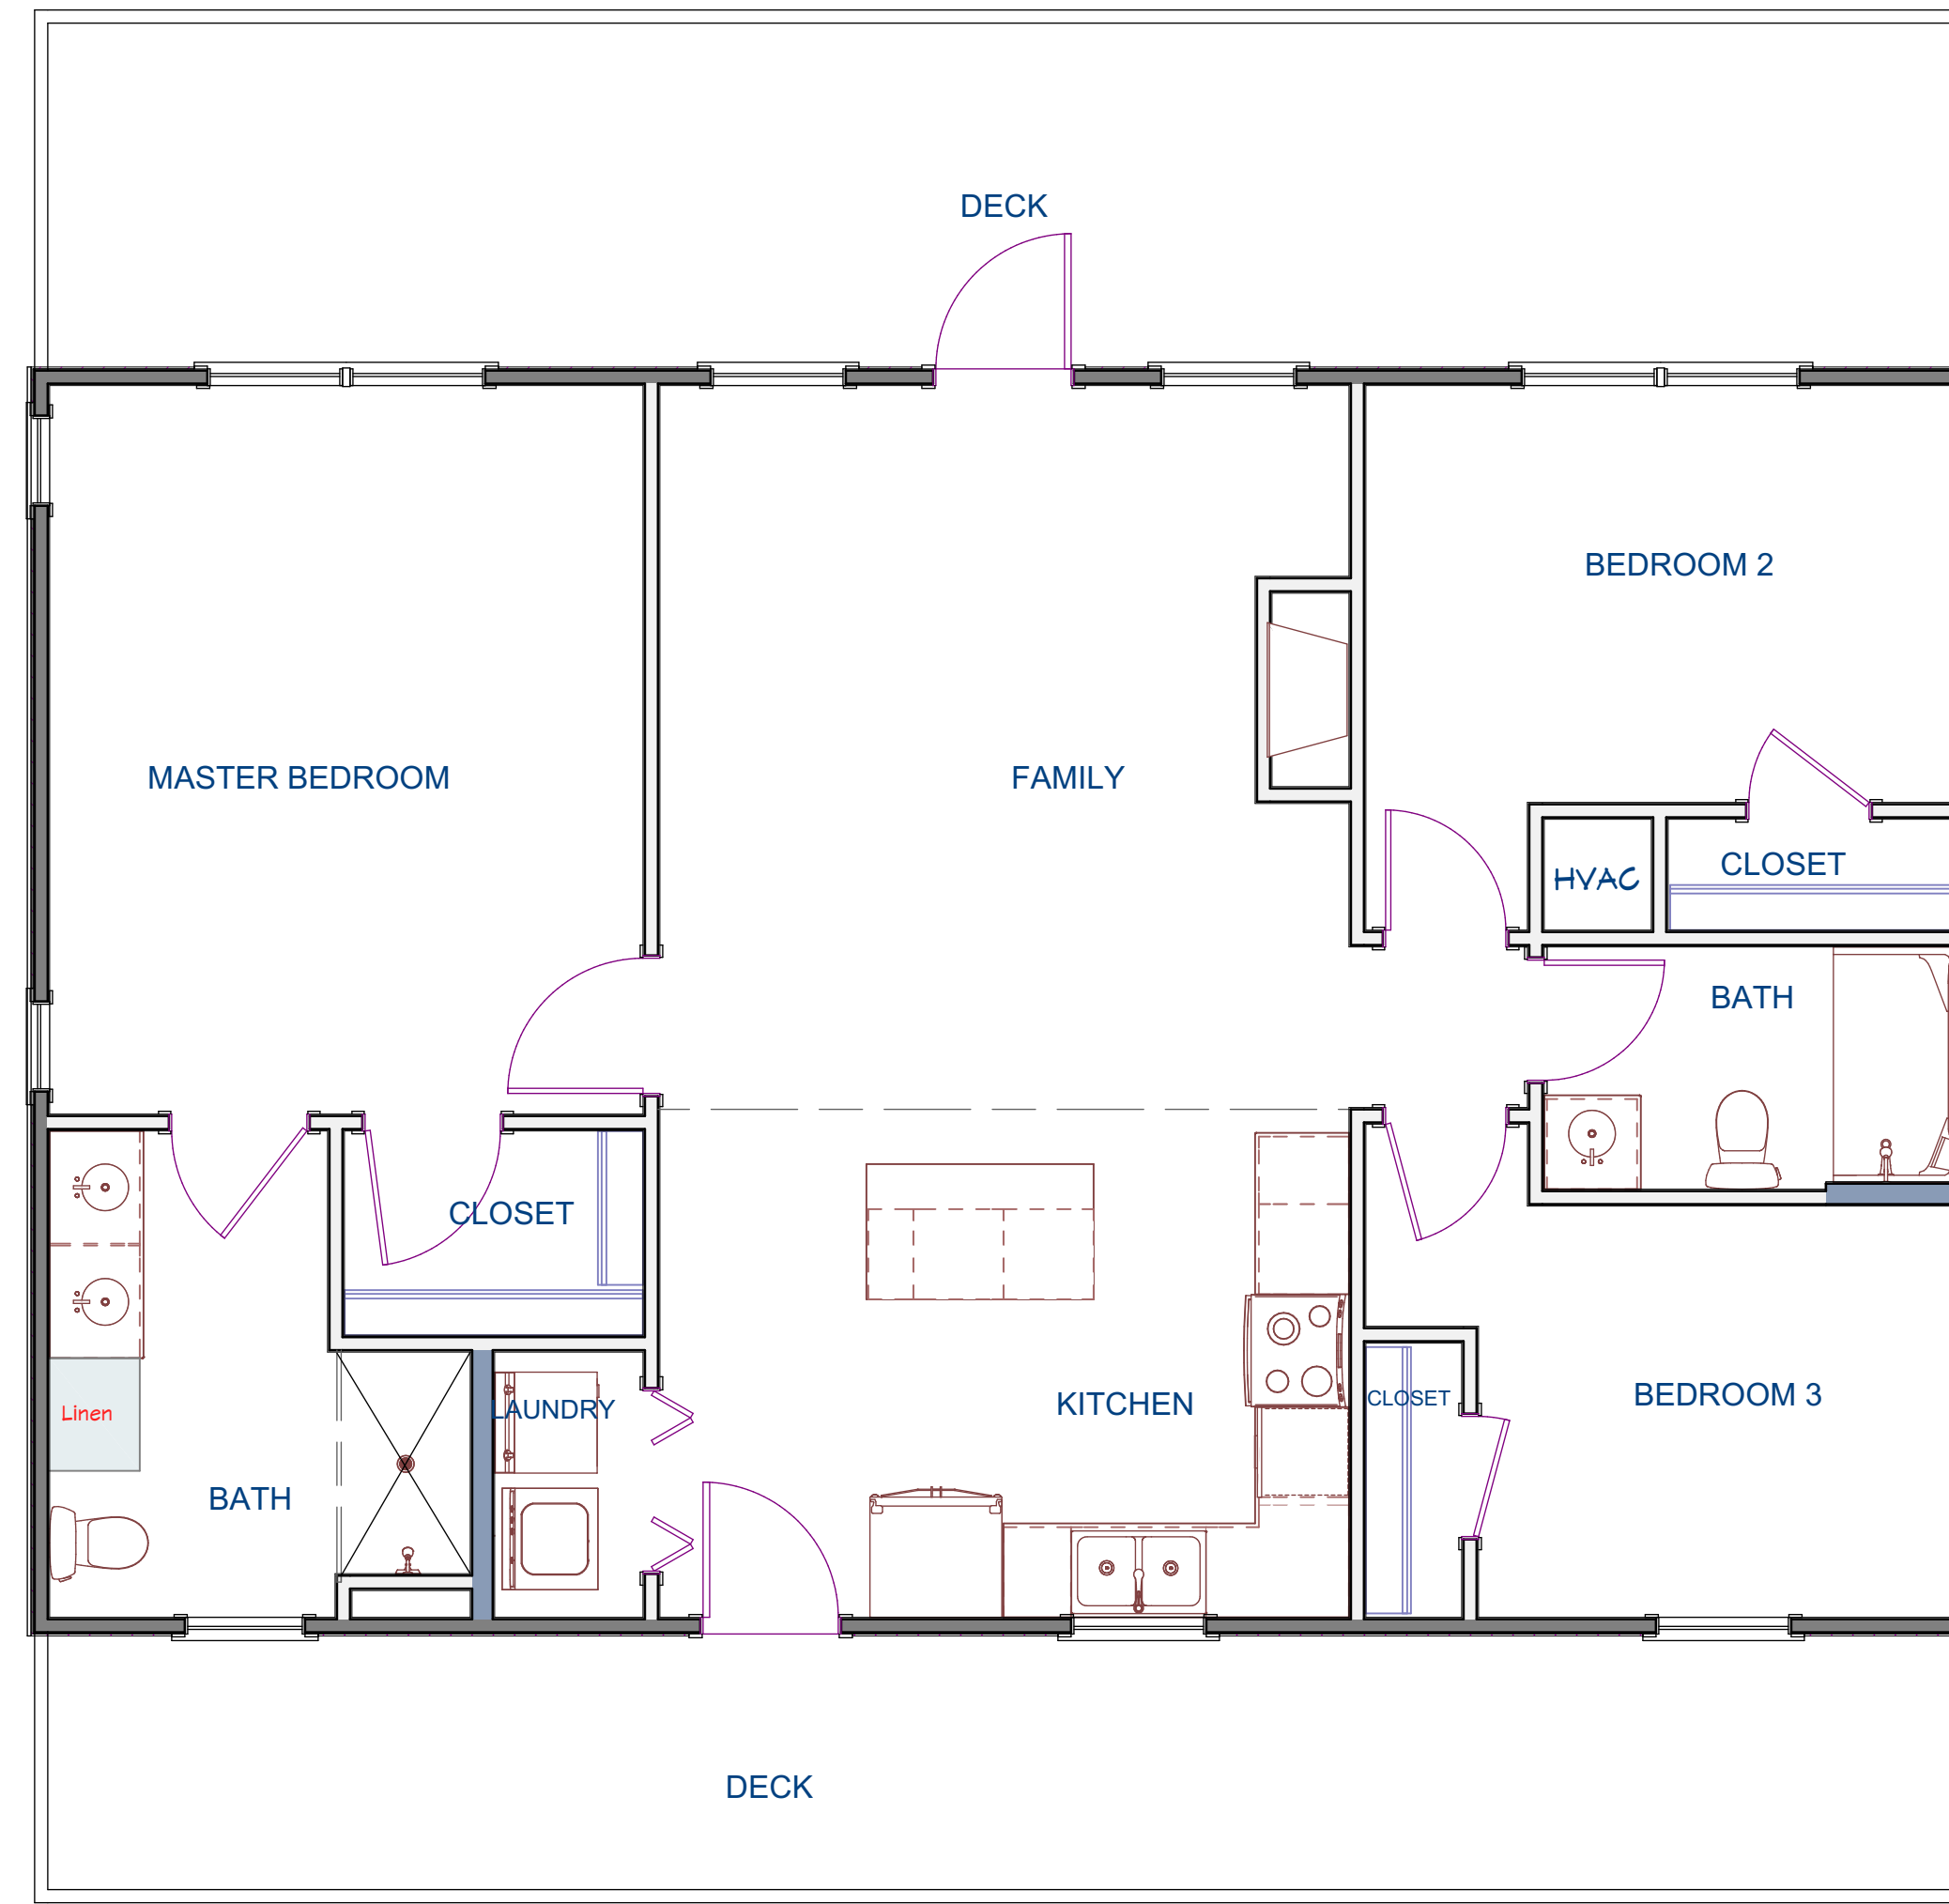 DECK
BEDROOM 2
MASTER BEDROOM
FAMILY
CLOSET
HVAC
BATH
CLOSET
BEDROOM 3
CLOSET
KITCHEN
LAUNDRY
Linen
BATH
DECK